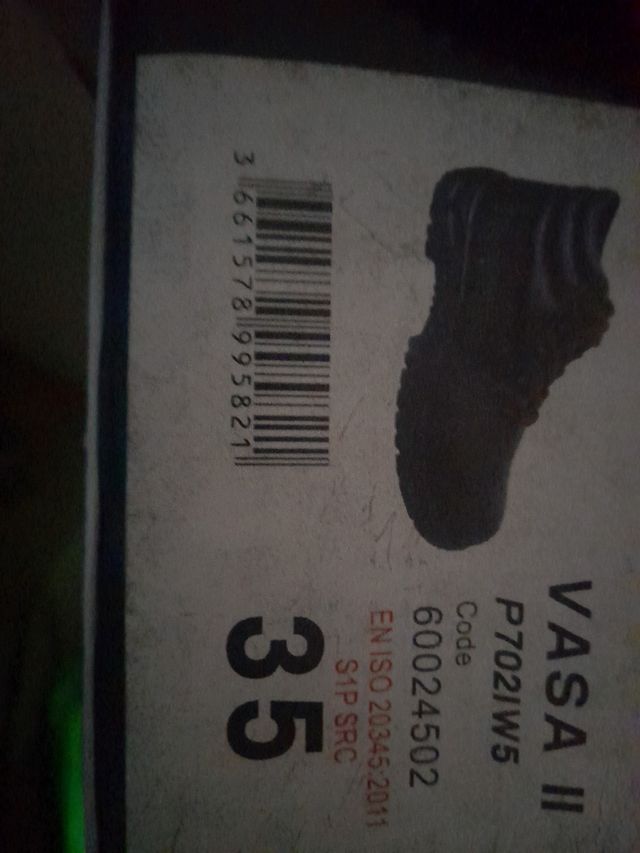 VASA II
P702IW5
Code
60024502
EN ISO 20345:2011
S1P SRC
35
3 661578 995821